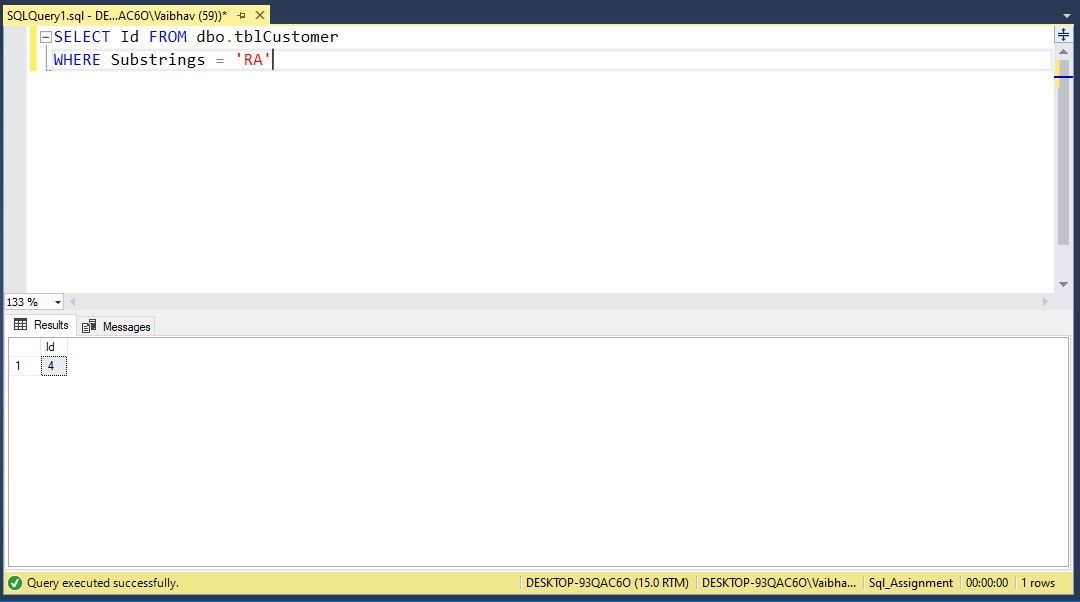 SQLQuery1.sql - DE...AC6O\Vaibhav (59))*
SELECT Id FROM dbo.tblCustomer
WHERE Substrings = 'RA'
133 %
Results Messages
Id
1 4
Query executed successfully. DESKTOP-93QAC6O (15.0 RTM) DESKTOP-93QAC6O\Vaibha... Sql_Assignment 00:00:00 1 rows